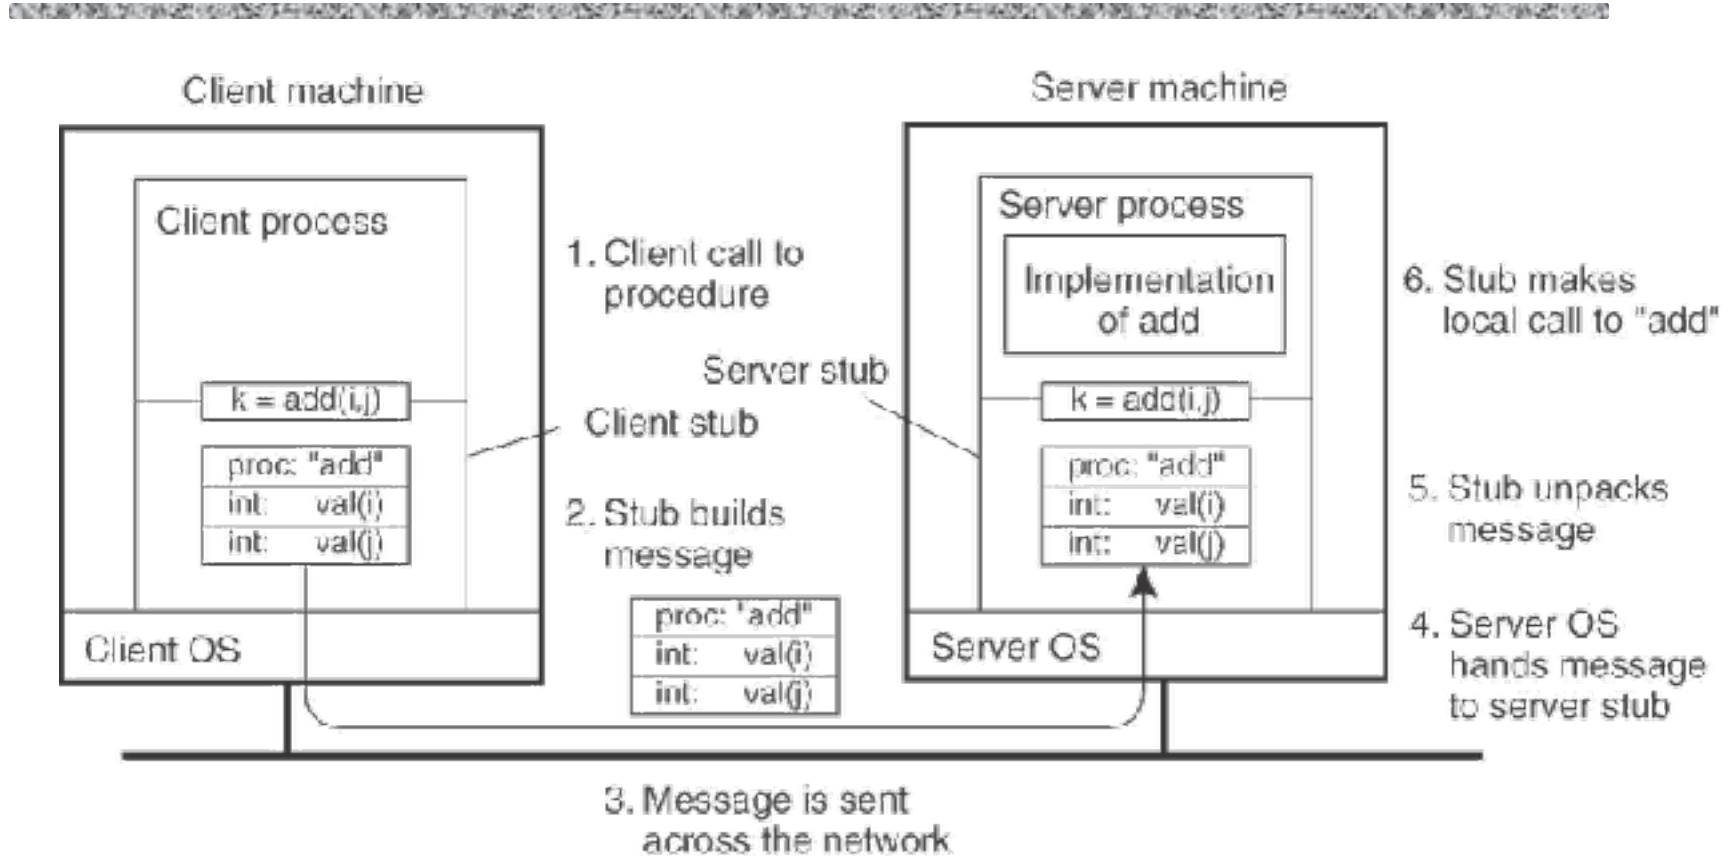 Client machine
Server machine
Client process
1. Client call to
procedure
k = add(i,j)
Client stub
proc: "add"
int: val(i)
int: val(j)
2. Stub builds
message
proc: "add"
int: val(i)
int: val(j)
Client OS
3. Message is sent
across the network
Server process
Implementation
of add
Server stub
k = add(i,j)
proc: "add"
int: val(i)
int: val(j)
Server OS
6. Stub makes
local call to "add"
5. Stub unpacks
message
4. Server OS
hands message
to server stub